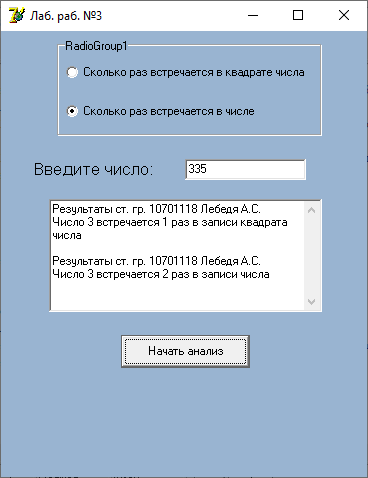 Лаб. раб. №3
RadioGroup1
Сколько раз встречается в квадрате числа
Сколько раз встречается в числе
Введите число:
335
Результаты ст. гр. 10701118 Лебедя А.С.
Число 3 встречается 1 раз в записи квадрата
числа
Результаты ст. гр. 10701118 Лебедя А.С.
Число 3 встречается 2 раз в записи числа
Начать анализ